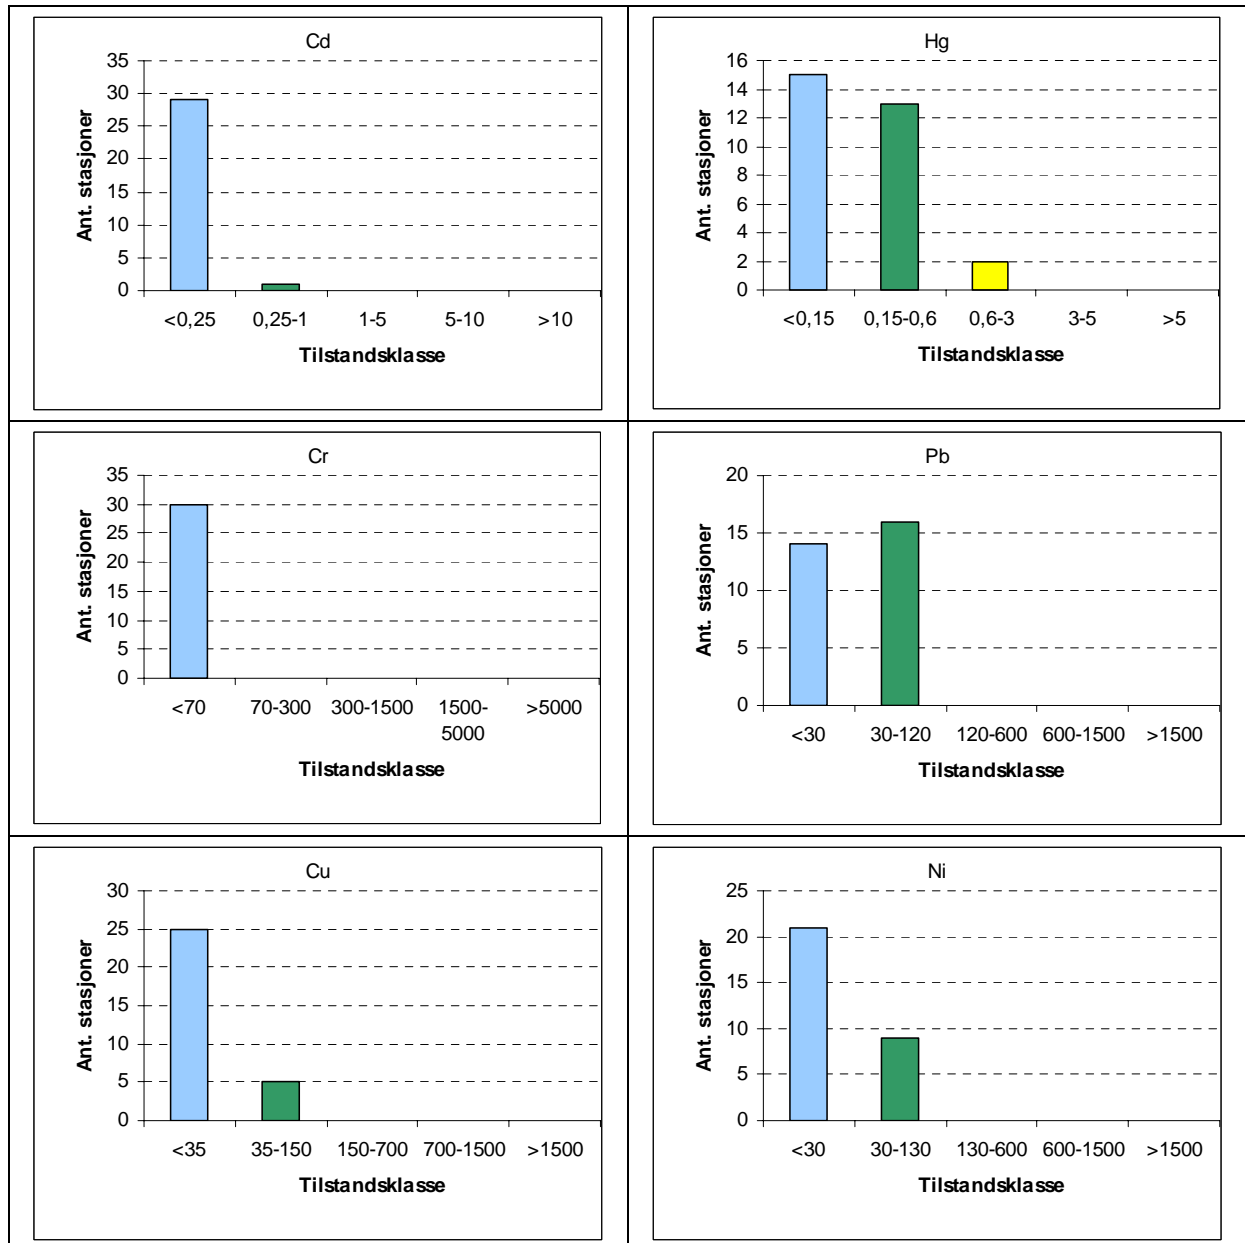 Cd
35
30
25
20
15
10
5
0
Ant. stasjoner
<0,25 0,25-1 1-5 5-10 >10
Tilstandsklasse
Hg
16
14
12
10
8
6
4
2
0
Ant. stasjoner
<0,15 0,15-0,6 0,6-3 3-5 >5
Tilstandsklasse
Cr
35
30
25
20
15
10
5
0
Ant. stasjoner
<70 70-300 300-1500 1500- >5000
5000
Tilstandsklasse
Pb
20
15
10
5
0
Ant. stasjoner
<30 30-120 120-600 600-1500 >1500
Tilstandsklasse
Cu
30
25
20
15
10
5
0
Ant. stasjoner
<35 35-150 150-700 700-1500 >1500
Tilstandsklasse
Ni
25
20
15
10
5
0
Ant. stasjoner
<30 30-130 130-600 600-1500 >1500
Tilstandsklasse